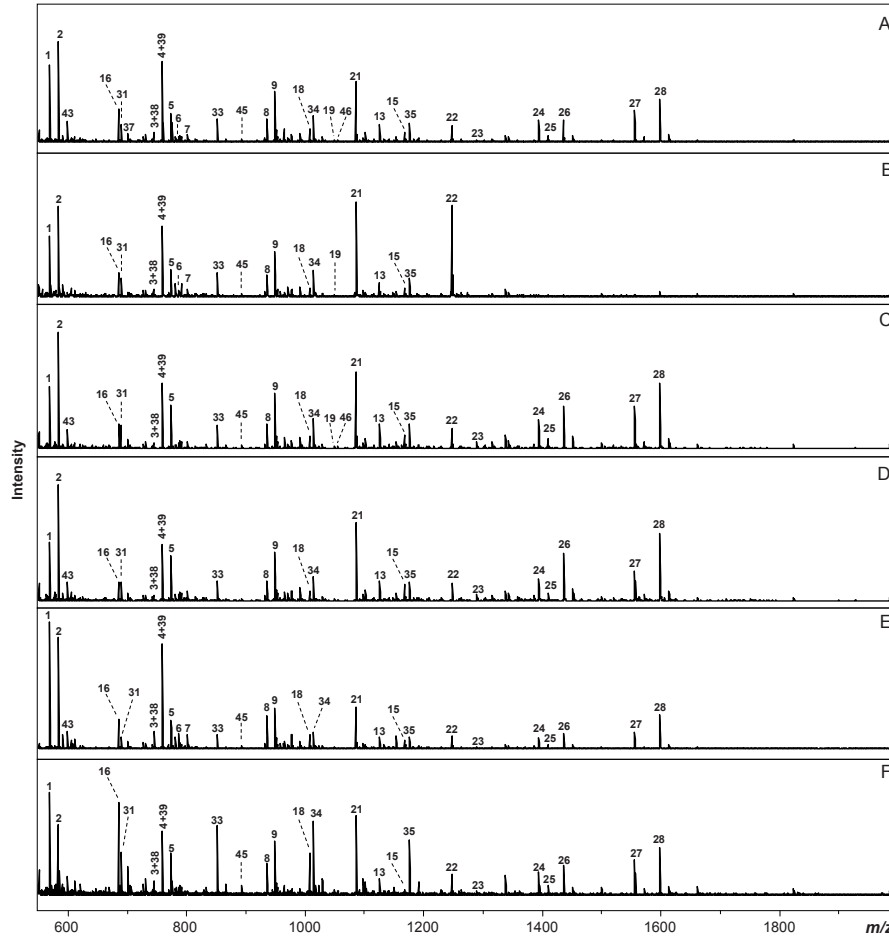 A
1 2 43 16 31 37 3+38 4+39 5 6 7 33 45 8 9 18 34 19 46 21 13 15 35 22 23 24 25 26 27 28
B
1 2 16 31 3+38 4+39 5 6 7 33 45 8 9 18 34 19 21 13 15 35 22
C
1 2 43 16 31 3+38 4+39 5 33 45 8 9 18 34 19 46 21 13 15 35 22 23 24 25 26 27 28
Intensity
D
1 2 43 16 31 3+38 4+39 5 33 8 9 18 34 21 13 15 35 22 23 24 25 26 27 28
E
1 2 43 16 31 3+38 4+39 5 6 7 33 45 8 9 18 34 21 13 15 35 22 23 24 25 26 27 28
F
1 2 16 31 3+38 4+39 5 33 45 8 9 18 34 21 13 15 35 22 23 24 25 26 27 28
600 800 1000 1200 1400 1600 1800 m/z